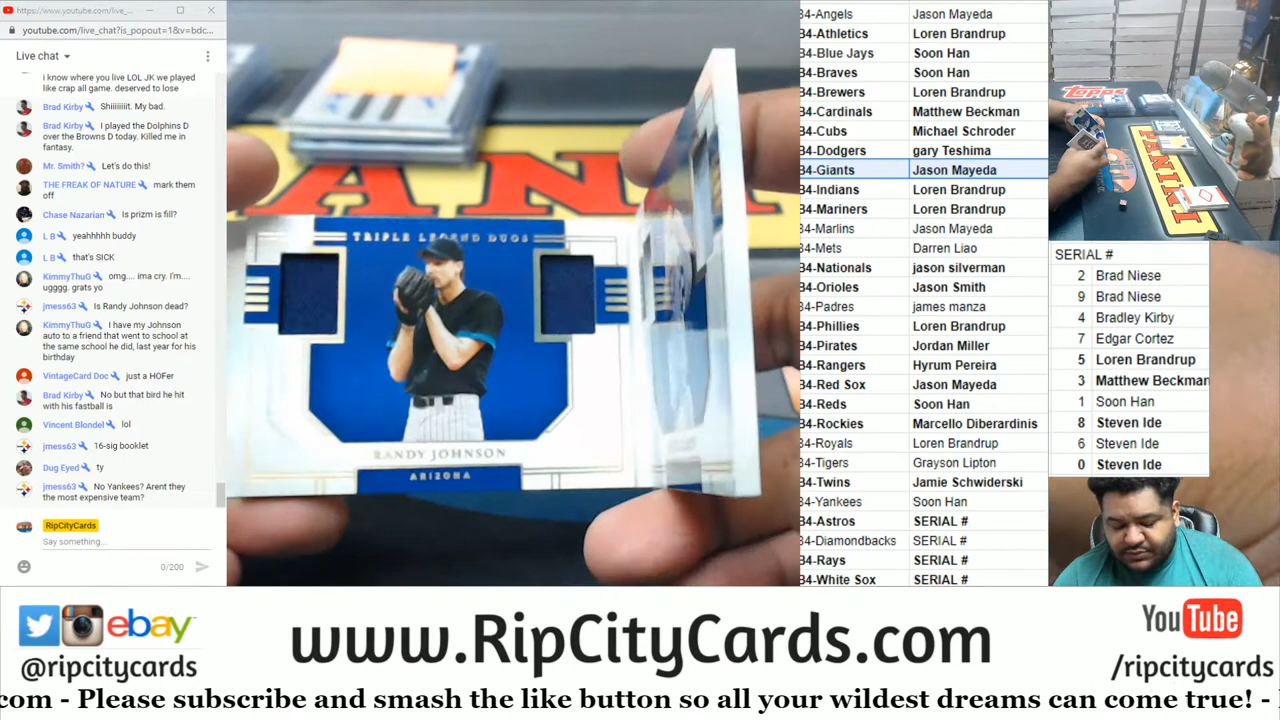 https://www.youtube.com/live_...
youtube.com/live_chat?is_popout=1&v=bdc...
Live chat
i know where you live LOL JK we played
like crap all game. deserved to lose
Brad Kirby Shiiiiiiiit. My bad.
Brad Kirby I played the Dolphins D
over the Browns D today. Killed me in
fantasy.
Mr. Smith? Let's do this!
THE FREAK OF NATURE mark them
off
Chase Nazarian Is prizm is fill?
L B yeahhhhh buddy
L B that's SICK
KimmyThuG omg.... ima cry. I'm....
ugggg. grats yo
jmess63 Is Randy Johnson dead?
KimmyThuG I have my Johnson
auto to a friend that went to school at
the same school he did, last year for his
birthday
VintageCard Doc just a HOFer
Brad Kirby No but that bird he hit
with his fastball is
Vincent Blondel lol
jmess63 16-sig booklet
Dug Eyed ty
jmess63 No Yankees? Arent they
the most expensive team?
RipCityCards
Say something...
0/200
PANINI
TRIPLE LEGEND DUOS
RANDY JOHNSON
ARIZONA
34-Angels Jason Mayeda
34-Athletics Loren Brandrup
34-Blue Jays Soon Han
34-Braves Soon Han
34-Brewers Loren Brandrup
34-Cardinals Matthew Beckman
34-Cubs Michael Schroder
34-Dodgers gary Teshima
34-Giants Jason Mayeda
34-Indians Loren Brandrup
34-Mariners Loren Brandrup
34-Marlins Jason Mayeda
34-Mets Darren Liao
34-Nationals jason silverman
34-Orioles Jason Smith
34-Padres james manza
34-Phillies Loren Brandrup
34-Pirates Jordan Miller
34-Rangers Hyrum Pereira
34-Red Sox Jason Mayeda
34-Reds Soon Han
34-Rockies Marcello Diberardinis
34-Royals Loren Brandrup
34-Tigers Grayson Lipton
34-Twins Jamie Schwiderski
34-Yankees Soon Han
34-Astros SERIAL #
34-Diamondbacks SERIAL #
34-Rays SERIAL #
34-White Sox SERIAL #
Topps
PANINI
SERIAL #
2 Brad Niese
9 Brad Niese
4 Bradley Kirby
7 Edgar Cortez
5 Loren Brandrup
3 Matthew Beckman
1 Soon Han
8 Steven Ide
6 Steven Ide
0 Steven Ide
ebay
@ripcitycards
www.RipCityCards.com
YouTube
/ripcitycards
com - Please subscribe and smash the like button so all your wildest dreams can come true! -